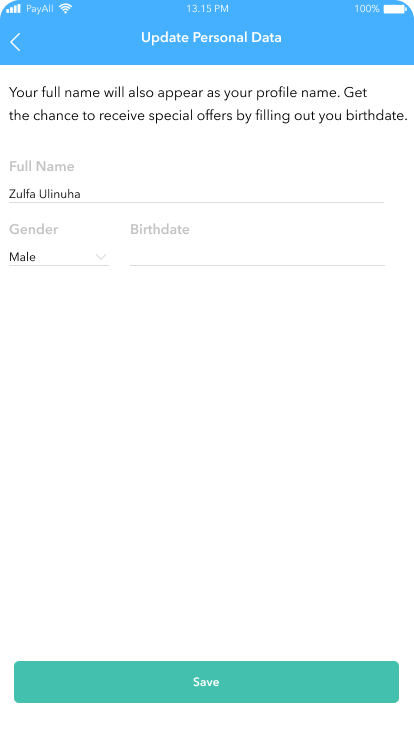 PayAll 13.15 PM 100%
Update Personal Data
Your full name will also appear as your profile name. Get
the chance to receive special offers by filling out you birthdate.
Full Name
Zulfa Ulinuha
Gender Birthdate
Male
Save